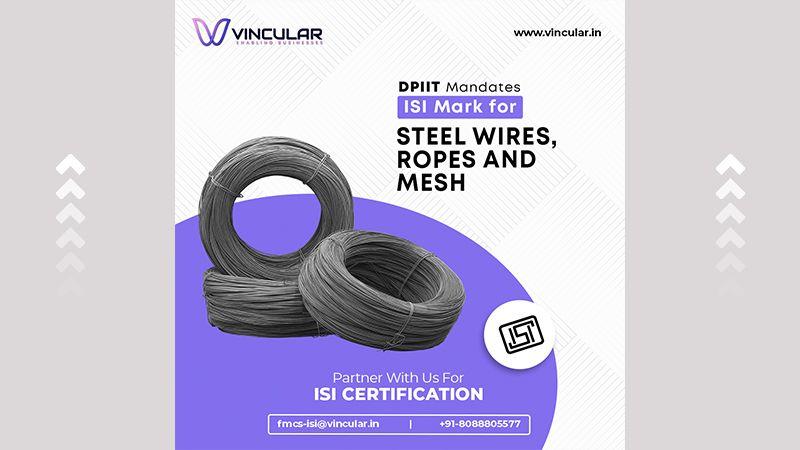 VINCULAR
ENABLING BUSINESSES
www.vincular.in
DPIIT Mandates
ISI Mark for
STEEL WIRES,
ROPES AND
MESH
ISI
Partner With Us For
ISI CERTIFICATION
fmcs-isi@vincular.in | +91-8088805577